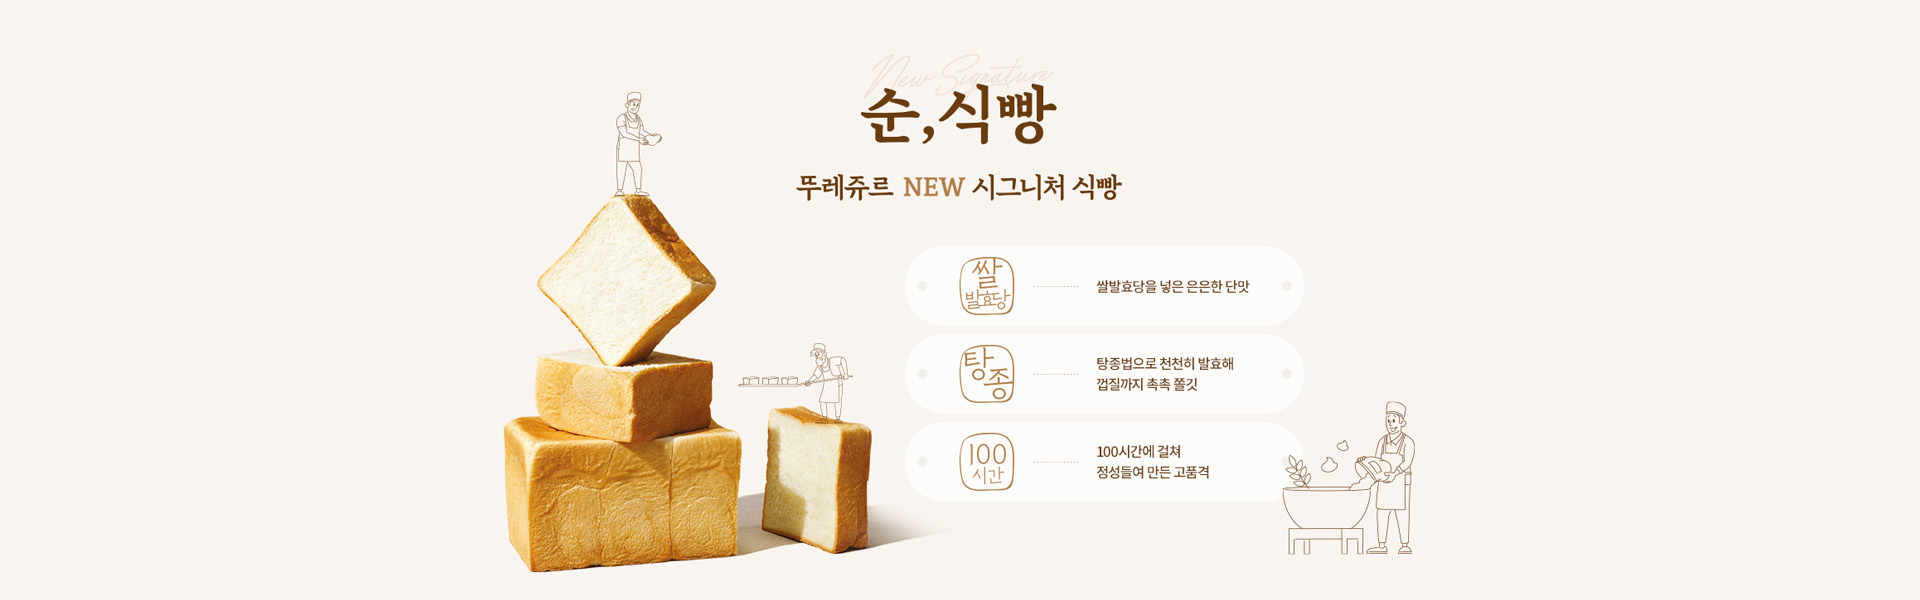 New Signature
순,식빵
뚜레쥬르 NEW 시그니처 식빵
쌀
발효당
쌀발효당을 넣은 은은한 단맛
탕
종
탕종법으로 천천히 발효해
껍질까지 촉촉 쫄깃
100
시간
100시간에 걸쳐
정성들여 만든 고품격